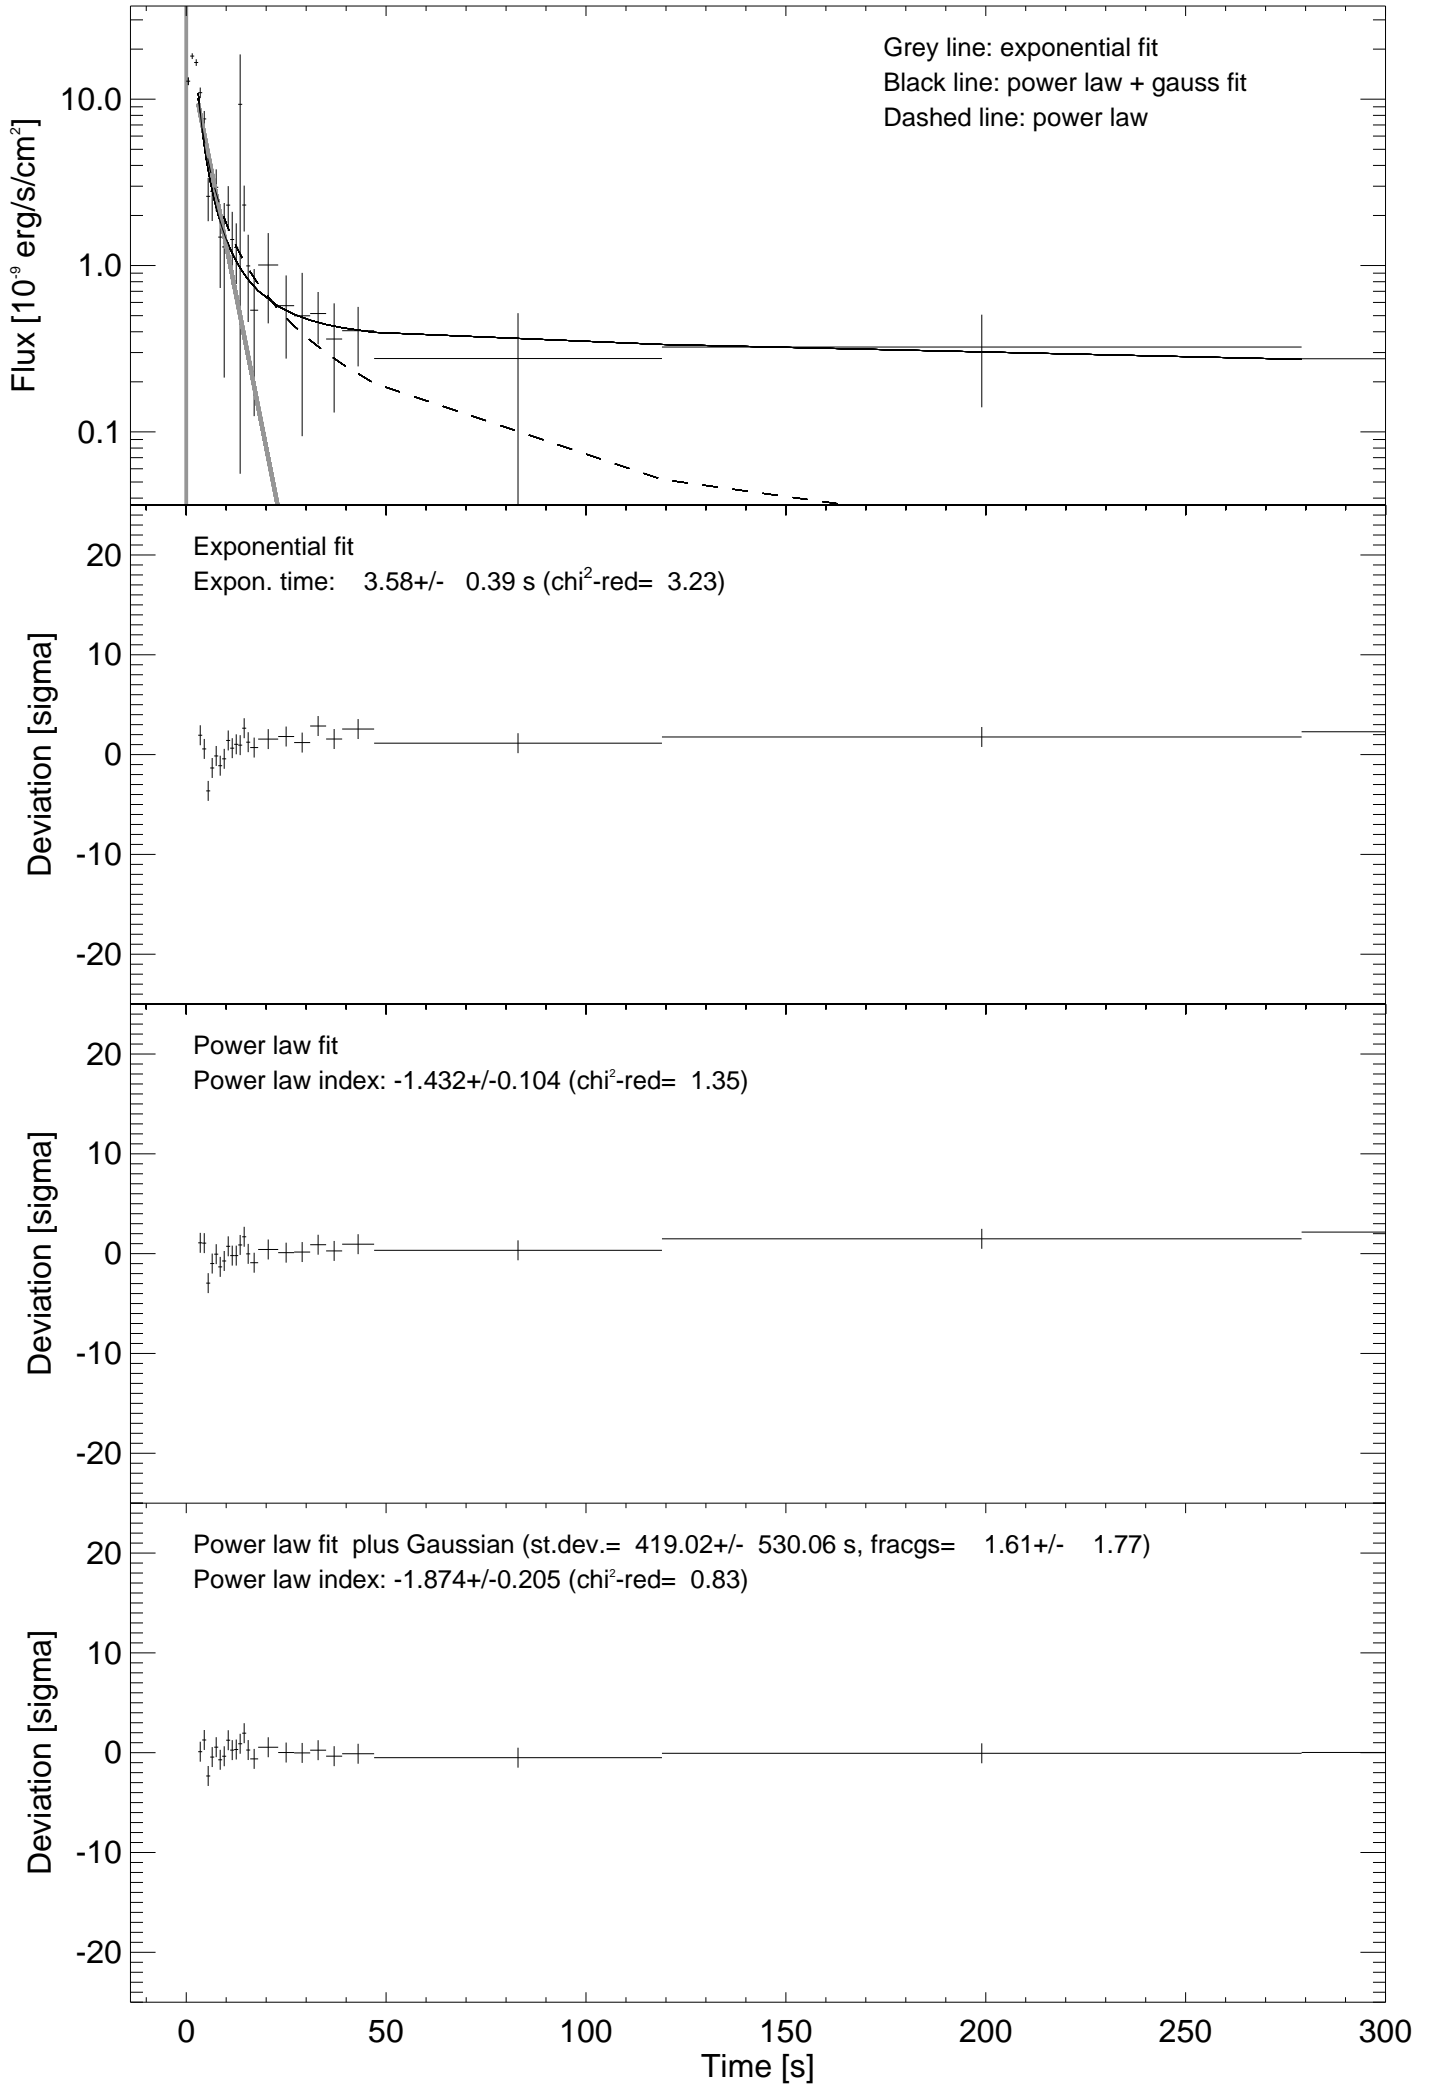 Grey line: exponential fit
Black line: power law + gauss fit
Dashed line: power law
10.0
1.0
0.1
Flux [10⁻⁹ erg/s/cm²]
Exponential fit
Expon. time: 3.58+/- 0.39 s (chi²-red= 3.23)
20
10
0
-10
-20
Deviation [sigma]
Power law fit
Power law index: -1.432+/-0.104 (chi²-red= 1.35)
20
10
0
-10
-20
Deviation [sigma]
Power law fit plus Gaussian (st.dev.= 419.02+/- 530.06 s, fracgs= 1.61+/- 1.77)
Power law index: -1.874+/-0.205 (chi²-red= 0.83)
20
10
0
-10
-20
Deviation [sigma]
0 50 100 150 200 250 300
Time [s]